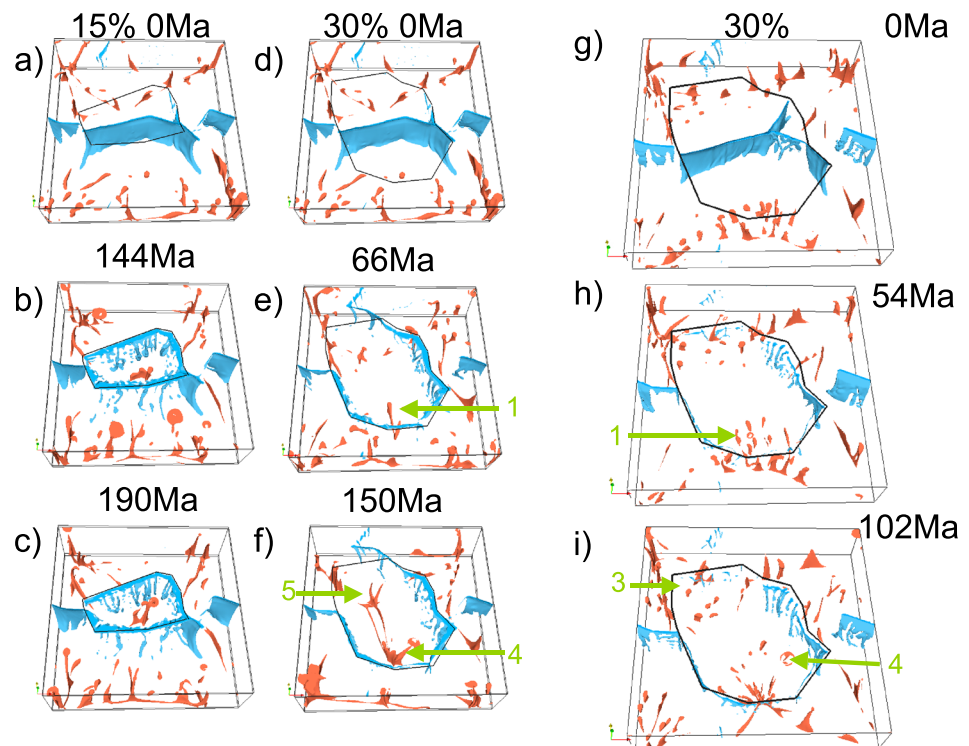 15% 0Ma
30% 0Ma
30% 0Ma
a)
d)
g)
144Ma
66Ma
54Ma
b)
e)
h)
1
1
190Ma
150Ma
102Ma
c)
f)
i)
5
3
4
4